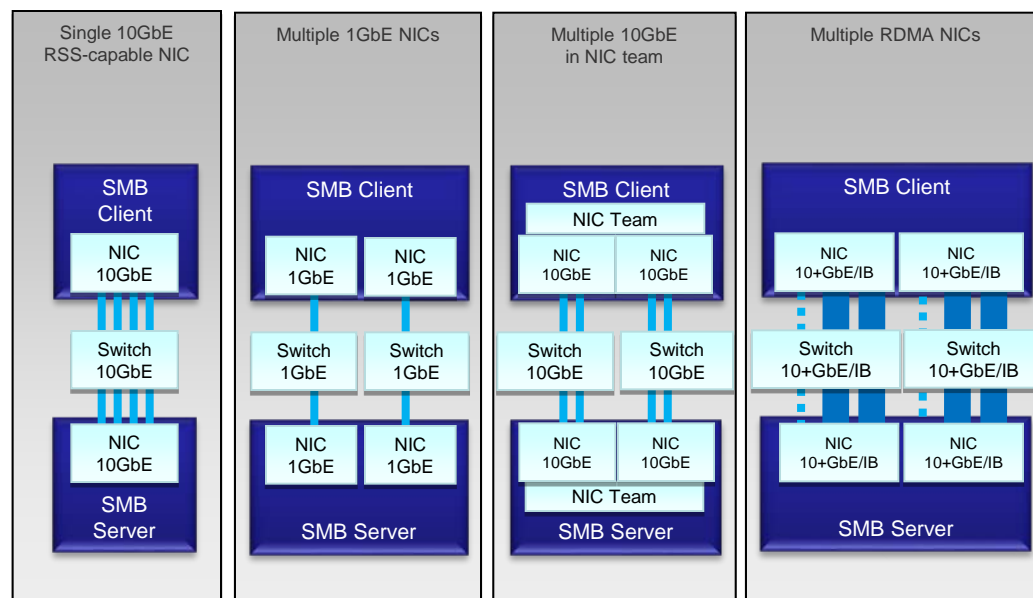 Single 10GbE
RSS-capable NIC
SMB
Client
NIC
10GbE
Switch
10GbE
NIC
10GbE
SMB
Server
Multiple 1GbE NICs
SMB Client
NIC
1GbE
NIC
1GbE
Switch
1GbE
Switch
1GbE
NIC
1GbE
NIC
1GbE
SMB Server
Multiple 10GbE
in NIC team
SMB Client
NIC Team
NIC
10GbE
NIC
10GbE
Switch
10GbE
Switch
10GbE
NIC
10GbE
NIC
10GbE
NIC Team
SMB Server
Multiple RDMA NICs
SMB Client
NIC
10+GbE/IB
NIC
10+GbE/IB
Switch
10+GbE/IB
Switch
10+GbE/IB
NIC
10+GbE/IB
NIC
10+GbE/IB
SMB Server